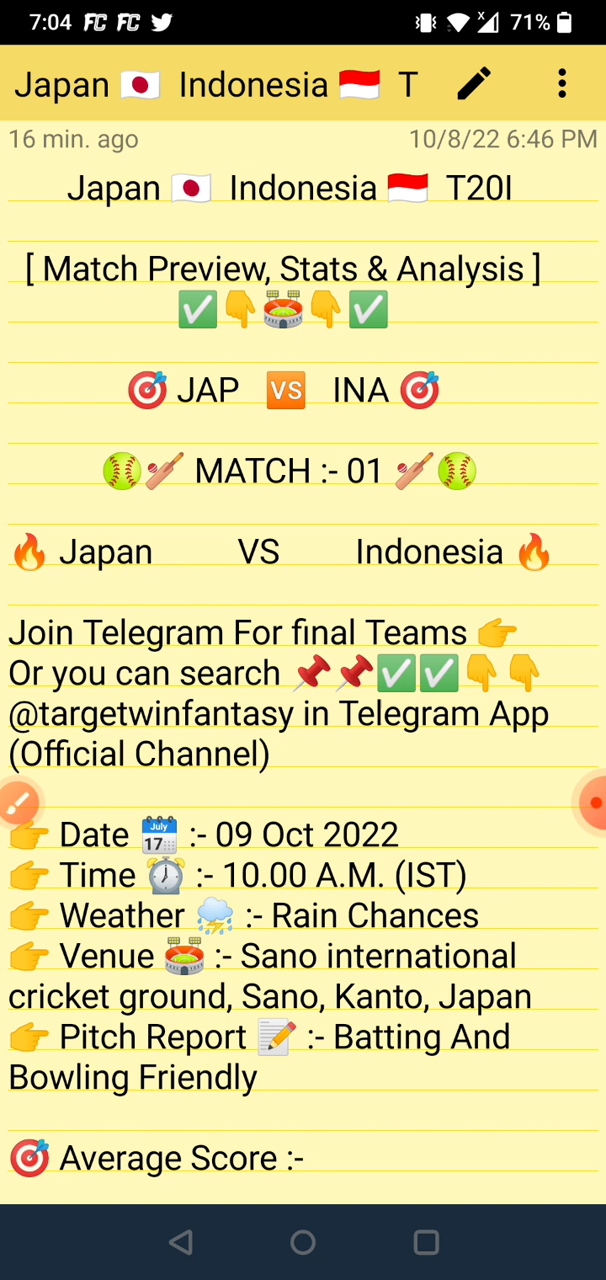 7:04 FC FC x 71%
Japan 🇯🇵 Indonesia 🇮🇩 T
16 min. ago 10/8/22 6:46 PM
Japan 🇯🇵 Indonesia 🇮🇩 T20I
[ Match Preview, Stats & Analysis ]
✅👇🏟️👇✅
🎯 JAP 🆚 INA 🎯
🥎🏏 MATCH :- 01 🏏🥎
🔥 Japan VS Indonesia 🔥
Join Telegram For final Teams 👉
Or you can search 📌📌✅✅👇👇
@targetwinfantasy in Telegram App
(Official Channel)
👉 Date 📅 :- 09 Oct 2022
👉 Time ⏰ :- 10.00 A.M. (IST)
👉 Weather ⛈️ :- Rain Chances
👉 Venue 🏟️ :- Sano international
cricket ground, Sano, Kanto, Japan
👉 Pitch Report 📝 :- Batting And
Bowling Friendly
🎯 Average Score :-